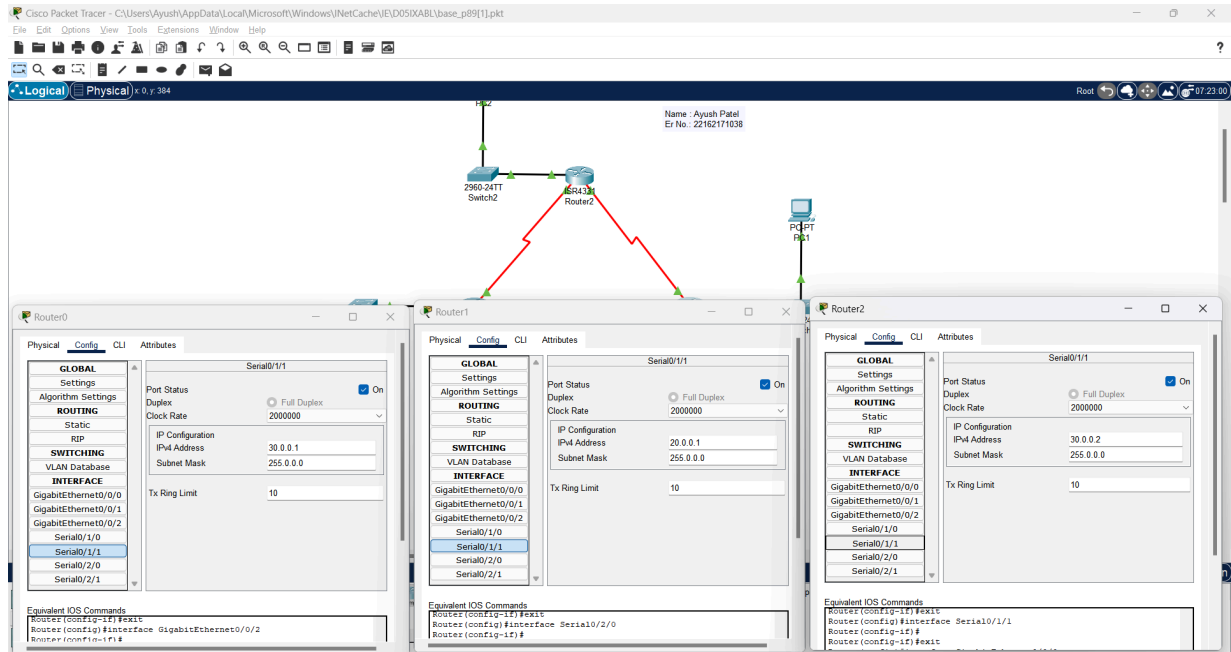 Cisco Packet Tracer - C:\Users\Ayush\AppData\Local\Microsoft\Windows\INetCache\IE\D05IXABL\base_p89[1].pkt
File Edit Options View Tools Extensions Window Help
?
Logical Physical x: 0, y: 384
Root 07:23:00
Name : Ayush Patel
Er No.: 22162171038
2960-24TT
Switch2
ISR4331
Router2
PC-PT
PC1
Router0
Physical Config CLI Attributes
GLOBAL
Settings
Algorithm Settings
ROUTING
Static
RIP
SWITCHING
VLAN Database
INTERFACE
GigabitEthernet0/0/0
GigabitEthernet0/0/1
GigabitEthernet0/0/2
Serial0/1/0
Serial0/1/1
Serial0/2/0
Serial0/2/1
Serial0/1/1
Port Status On
Duplex Full Duplex
Clock Rate 2000000
IP Configuration
IPv4 Address 30.0.0.1
Subnet Mask 255.0.0.0
Tx Ring Limit 10
Equivalent IOS Commands
Router(config-if)#exit
Router(config)#interface GigabitEthernet0/0/2
Router(config-if)#
Router1
Physical Config CLI Attributes
GLOBAL
Settings
Algorithm Settings
ROUTING
Static
RIP
SWITCHING
VLAN Database
INTERFACE
GigabitEthernet0/0/0
GigabitEthernet0/0/1
GigabitEthernet0/0/2
Serial0/1/0
Serial0/1/1
Serial0/2/0
Serial0/2/1
Serial0/1/1
Port Status On
Duplex Full Duplex
Clock Rate 2000000
IP Configuration
IPv4 Address 20.0.0.1
Subnet Mask 255.0.0.0
Tx Ring Limit 10
Equivalent IOS Commands
Router(config-if)#exit
Router(config)#interface Serial0/2/0
Router(config-if)#
Router2
Physical Config CLI Attributes
GLOBAL
Settings
Algorithm Settings
ROUTING
Static
RIP
SWITCHING
VLAN Database
INTERFACE
GigabitEthernet0/0/0
GigabitEthernet0/0/1
GigabitEthernet0/0/2
Serial0/1/0
Serial0/1/1
Serial0/2/0
Serial0/2/1
Serial0/1/1
Port Status On
Duplex Full Duplex
Clock Rate 2000000
IP Configuration
IPv4 Address 30.0.0.2
Subnet Mask 255.0.0.0
Tx Ring Limit 10
Equivalent IOS Commands
Router(config-if)#exit
Router(config)#interface Serial0/1/1
Router(config-if)#
Router(config-if)#exit